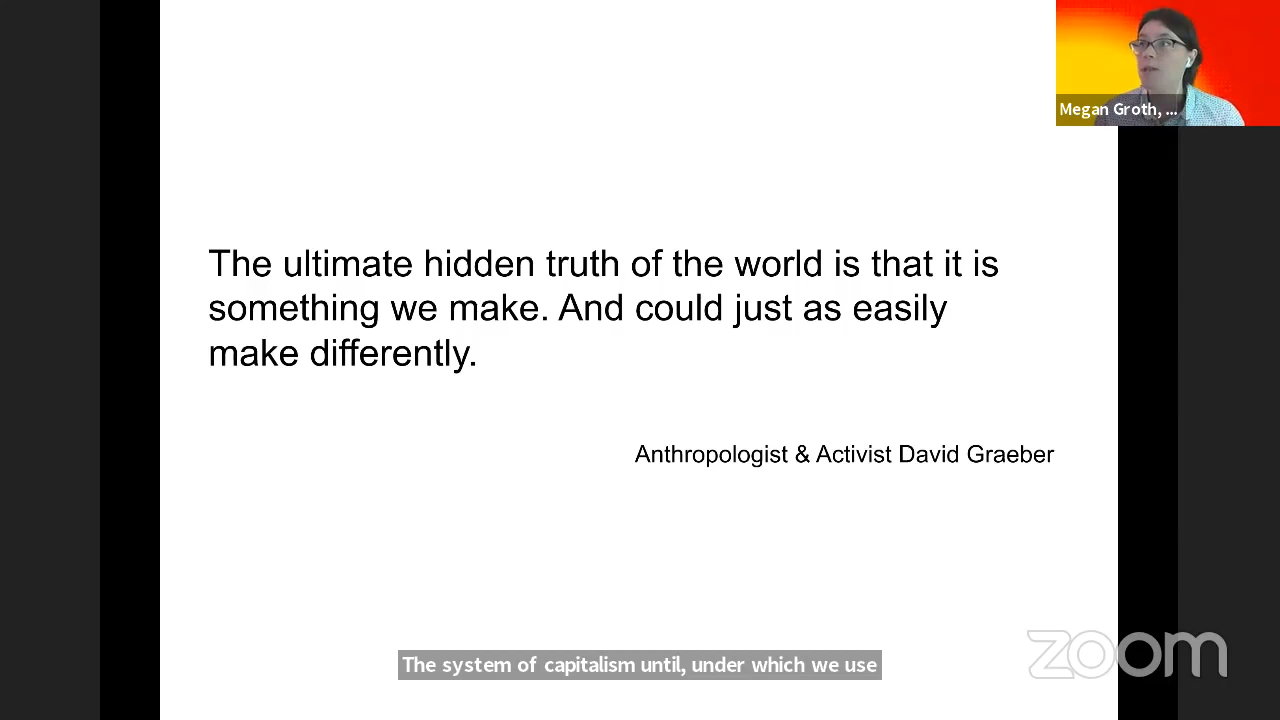 Megan Groth, ...
The ultimate hidden truth of the world is that it is
something we make. And could just as easily
make differently.
Anthropologist & Activist David Graeber
The system of capitalism until, under which we use
zoom